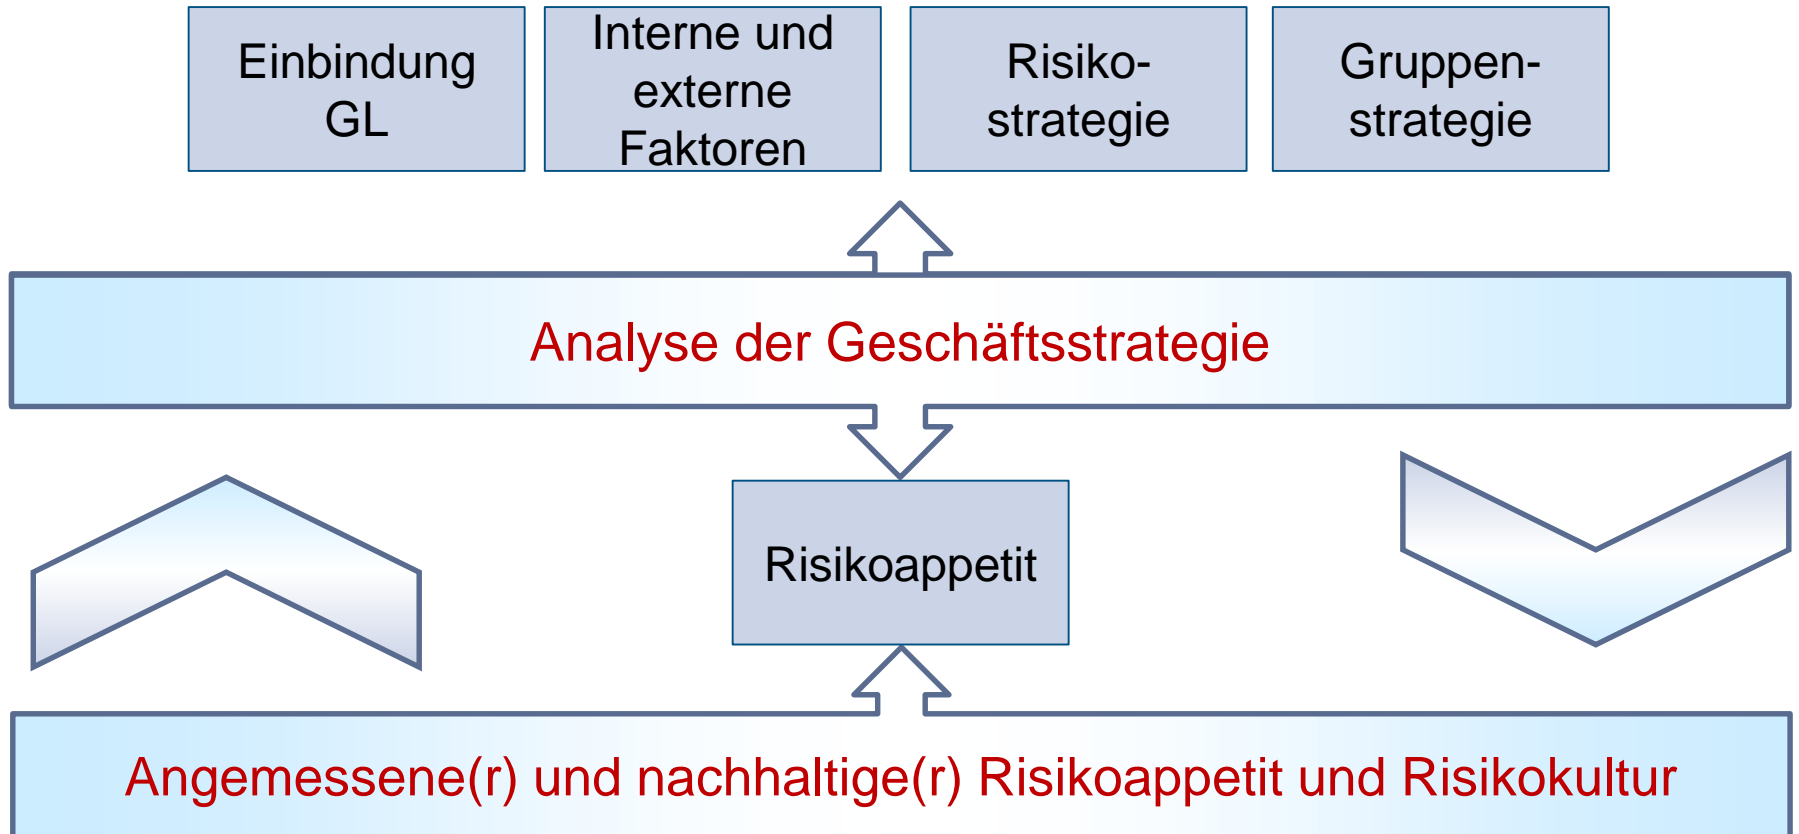 Einbindung
GL
Interne und
externe
Faktoren
Risiko-
strategie
Gruppen-
strategie
Analyse der Geschäftsstrategie
Risikoappetit
Angemessene(r) und nachhaltige(r) Risikoappetit und Risikokultur